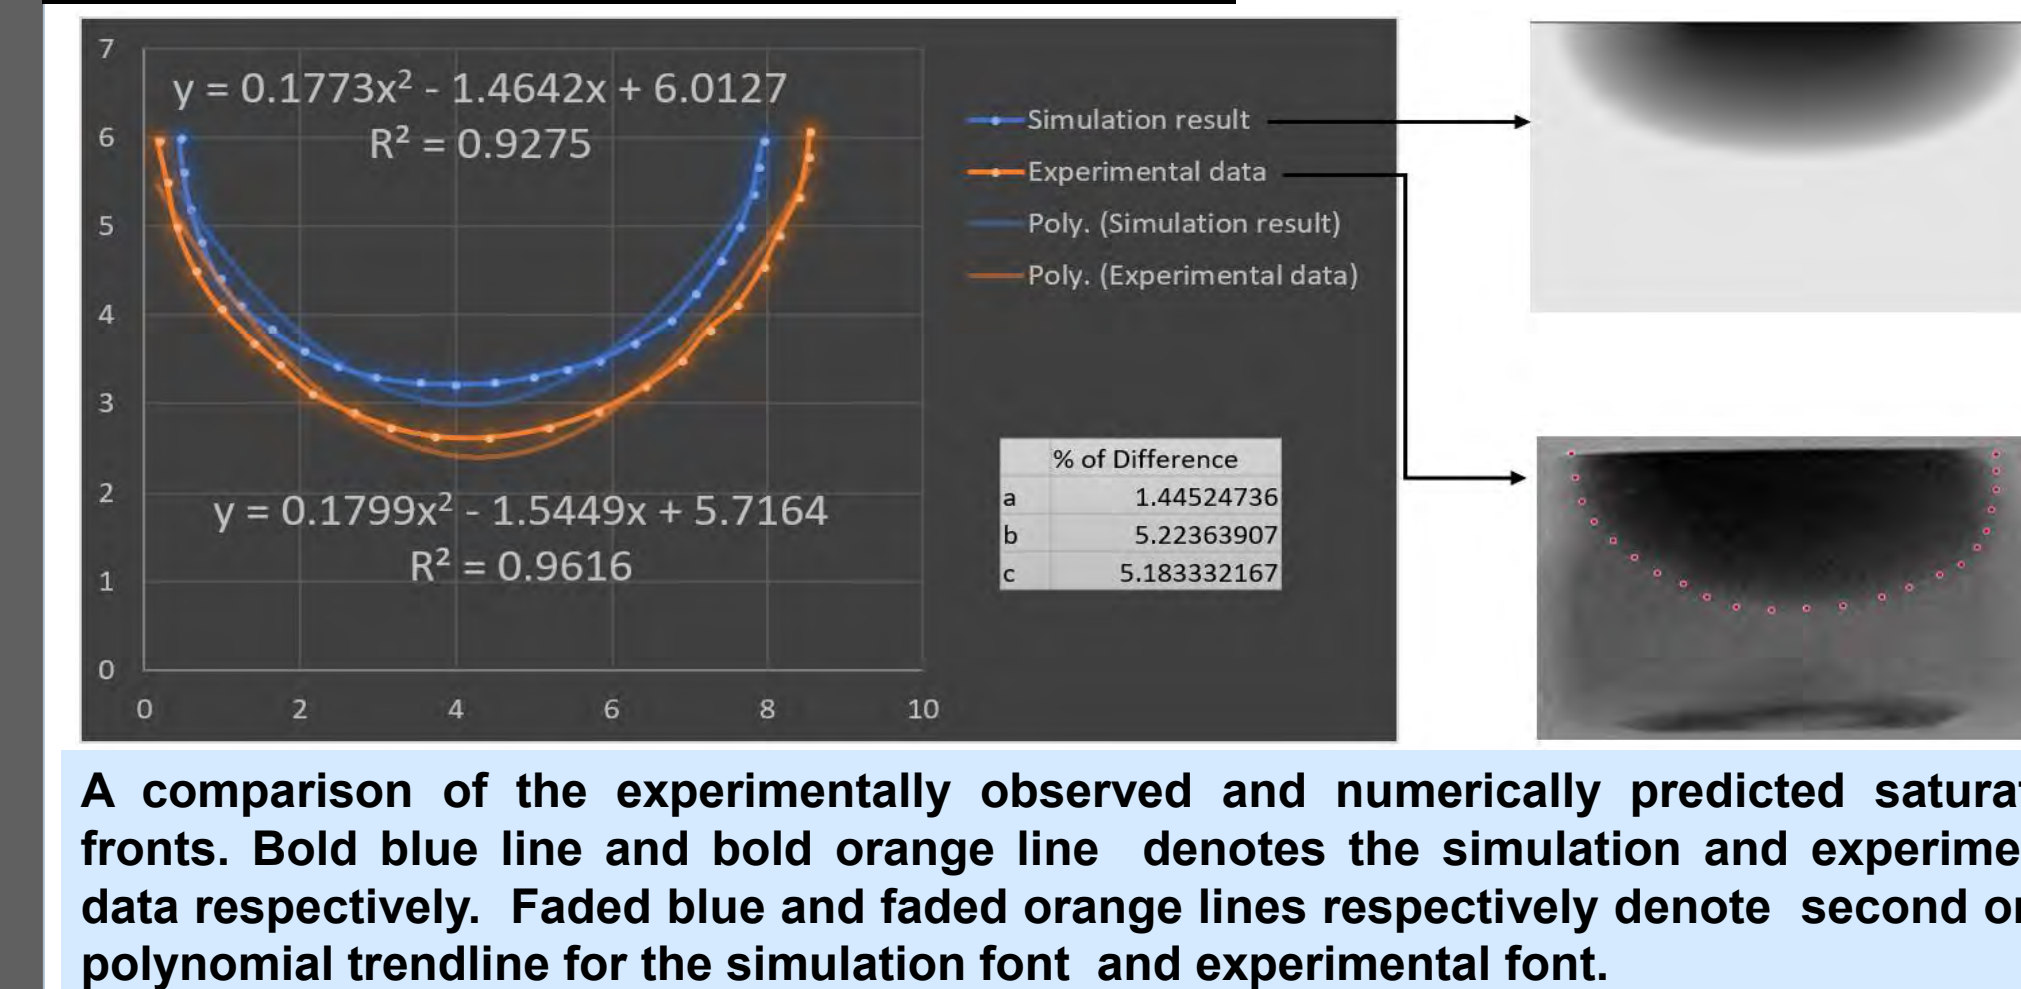 7
6
5
4
3
2
1
0
0 2 4 6 8 10
y = 0.1773x² - 1.4642x + 6.0127
R² = 0.9275
y = 0.1799x² - 1.5449x + 5.7164
R² = 0.9616
Simulation result
Experimental data
Poly. (Simulation result)
Poly. (Experimental data)
% of Difference
a 1.44524736
b 5.22363907
c 5.183332167
A comparison of the experimentally observed and numerically predicted
fronts. Bold blue line and bold orange line denotes the simulation and
data respectively. Faded blue and faded orange lines respectively denote second
polynomial trendline for the simulation font and experimental font.